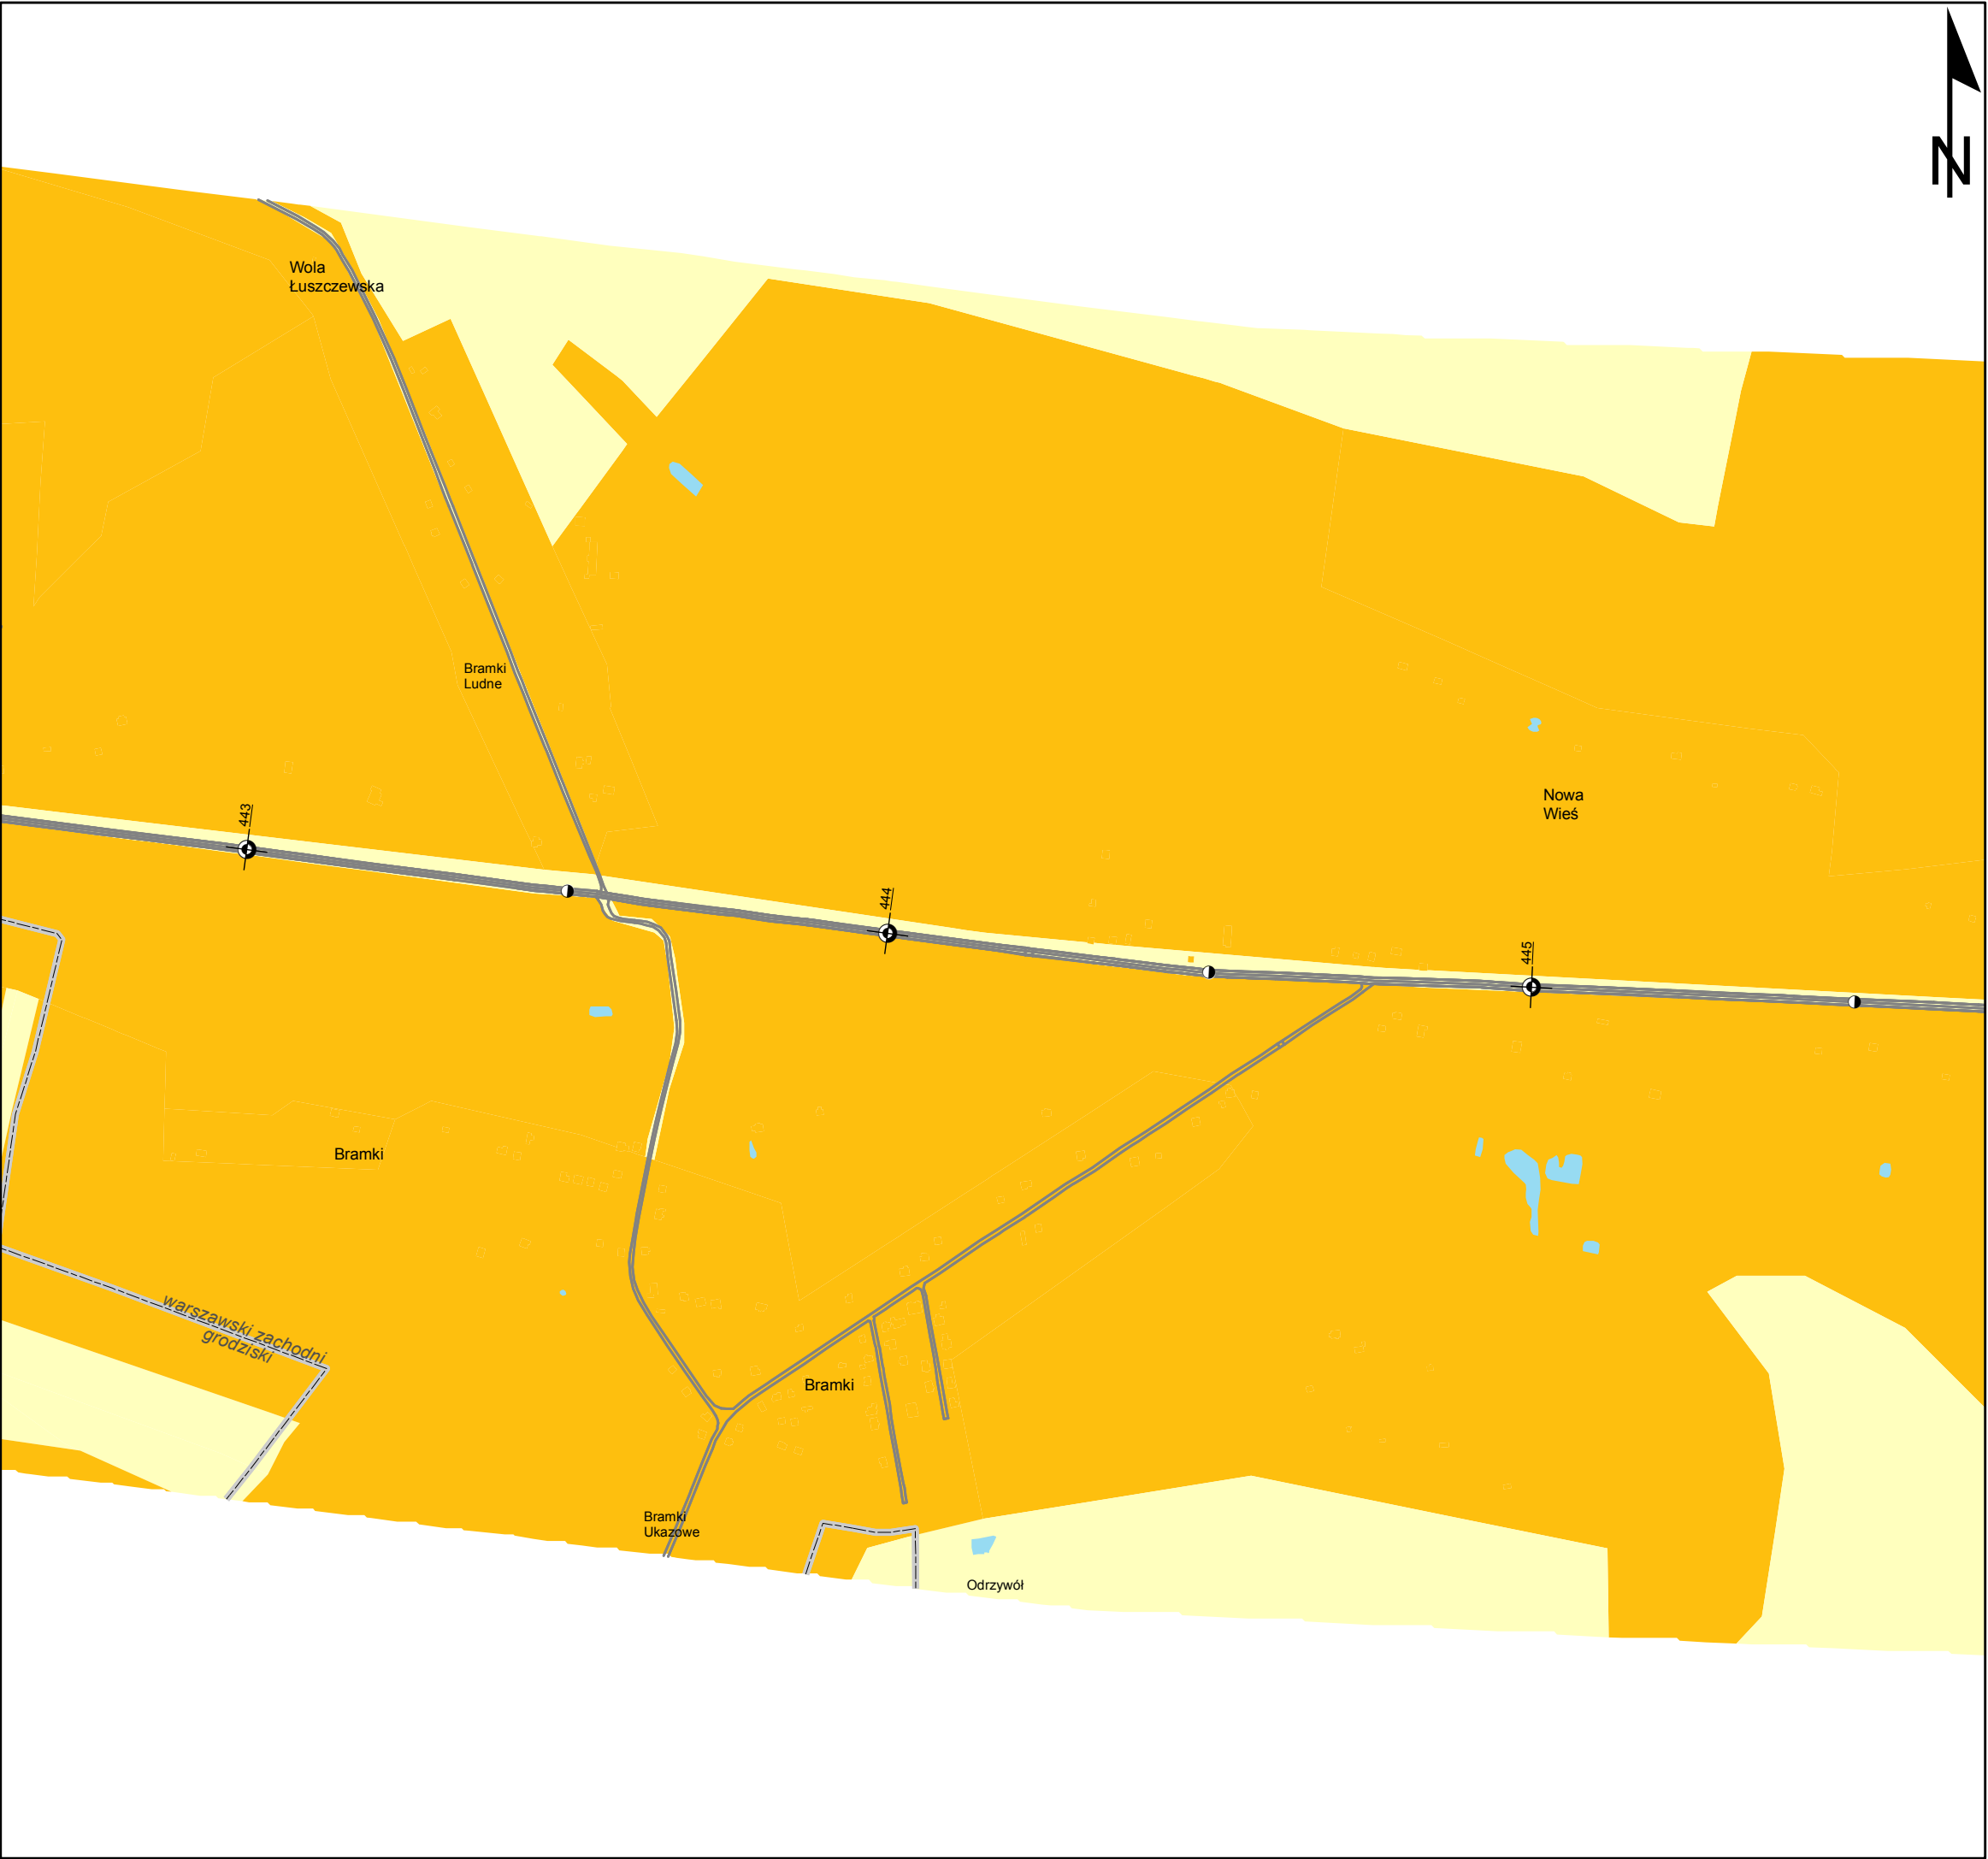 N
Wola
Łuszczewska
Bramki
Ludne
Nowa
Wieś
443
444
445
Bramki
warszawski zachodni
grodziski
Bramki
Bramki
Ukazowe
Odrzywół